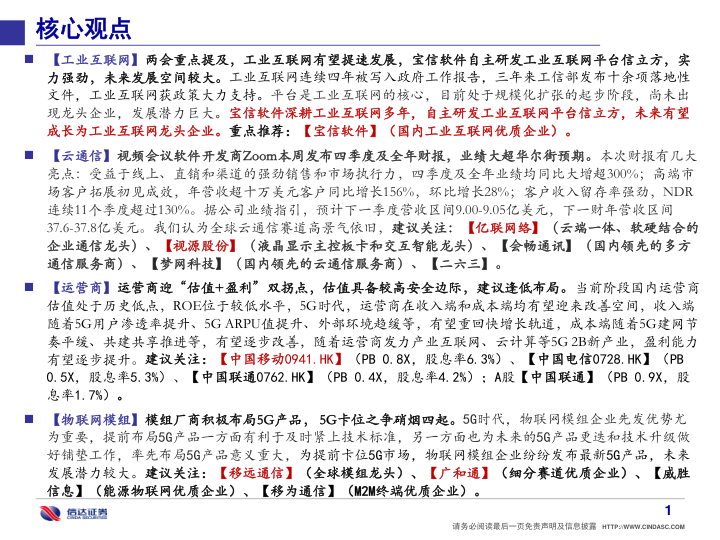 核心观点
【工业互联网】两会重点提及，工业互联网有望提速发展，宝信软件自主研发工业互联网平台信立方，实
力强劲，未来发展空间较大。工业互联网连续四年被写入政府工作报告，三年来工信部发布十余项落地性
文件，工业互联网获政策大力支持。平台是工业互联网的核心，目前处于规模化扩张的起步阶段，尚未出
现龙头企业，发展潜力巨大。宝信软件深耕工业互联网多年，自主研发工业互联网平台信立方，未来有望
成长为工业互联网龙头企业。重点推荐：【宝信软件】（国内工业互联网优质企业）。
【云通信】视频会议软件开发商Zoom本周发布四季度及全年财报，业绩大超华尔街预期。本次财报有几大
亮点：受益于线上、直销和渠道的强劲销售和市场执行力，四季度及全年业绩均同比大增超300%；高端市
场客户拓展初见成效，年营收超十万美元客户同比增长156%，环比增长28%；客户收入留存率强劲，NDR
连续11个季度超过130%。据公司业绩指引，预计下一季度营收区间9.00-9.05亿美元，下一财年营收区间
37.6-37.8亿美元。我们认为全球云通信赛道高景气依旧，建议关注：【亿联网络】（云端一体、软硬结合的
企业通信龙头）、【视源股份】（液晶显示主控板卡和交互智能龙头）、【会畅通讯】（国内领先的多方
通信服务商）、【梦网科技】（国内领先的云通信服务商）、【二六三】。
【运营商】运营商迎“估值+盈利”双拐点，估值具备较高安全边际，建议逢低布局。当前阶段国内运营商
估值处于历史低点，ROE位于较低水平，5G时代，运营商在收入端和成本端均有望迎来改善空间，收入端
随着5G用户渗透率提升、5G ARPU值提升、外部环境趋缓等，有望重回快增长轨道，成本端随着5G建网节
奏平缓、共建共享推进等，有望逐步改善，随着运营商发力产业互联网、云计算等5G 2B新产业，盈利能力
有望逐步提升。建议关注：【中国移动0941.HK】（PB 0.8X，股息率6.3%）、【中国电信0728.HK】（PB
0.5X，股息率5.3%）、【中国联通0762.HK】（PB 0.4X，股息率4.2%）；A股【中国联通】（PB 0.9X，股
息率1.7%）。
【物联网模组】模组厂商积极布局5G产品，5G卡位之争硝烟四起。5G时代，物联网模组企业先发优势尤
为重要，提前布局5G产品一方面有利于及时紧上技术标准，另一方面也为未来的5G产品更迭和技术升级做
好铺垫工作，率先布局5G产品意义重大，为提前卡位5G市场，物联网模组企业纷纷发布最新5G产品，未来
发展潜力较大。建议关注：【移远通信】（全球模组龙头）、【广和通】（细分赛道优质企业）、【威胜
信息】（能源物联网优质企业）、【移为通信】（M2M终端优质企业）。
信达证券
CINDA SECURITIES
1
请务必阅读最后一页免责声明及信息披露 HTTP://WWW.CINDASC.COM